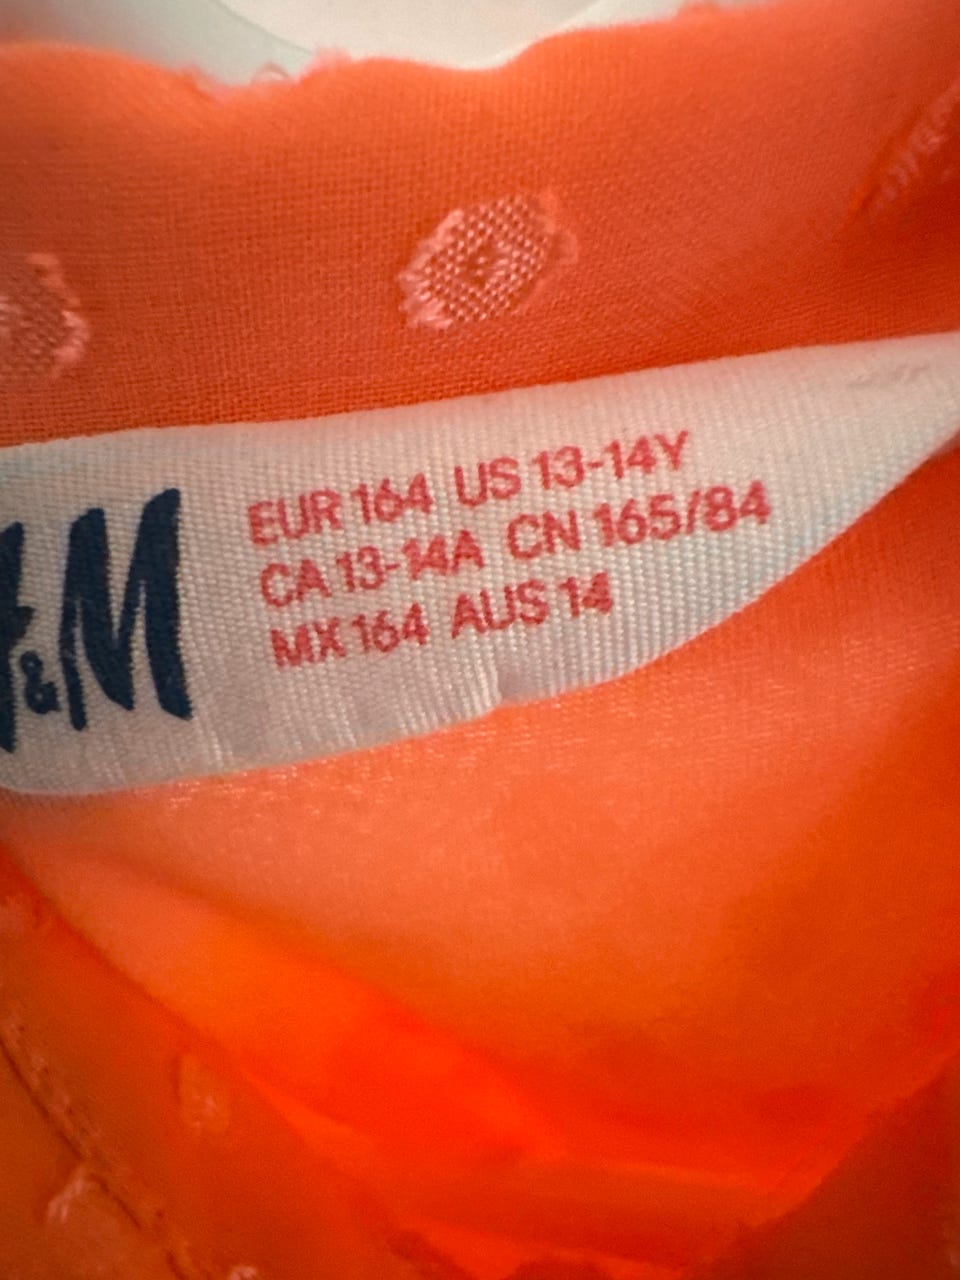 H&M
EUR 164 US 13-14Y
CA 13-14A CN 165/84
MX 164 AUS 14